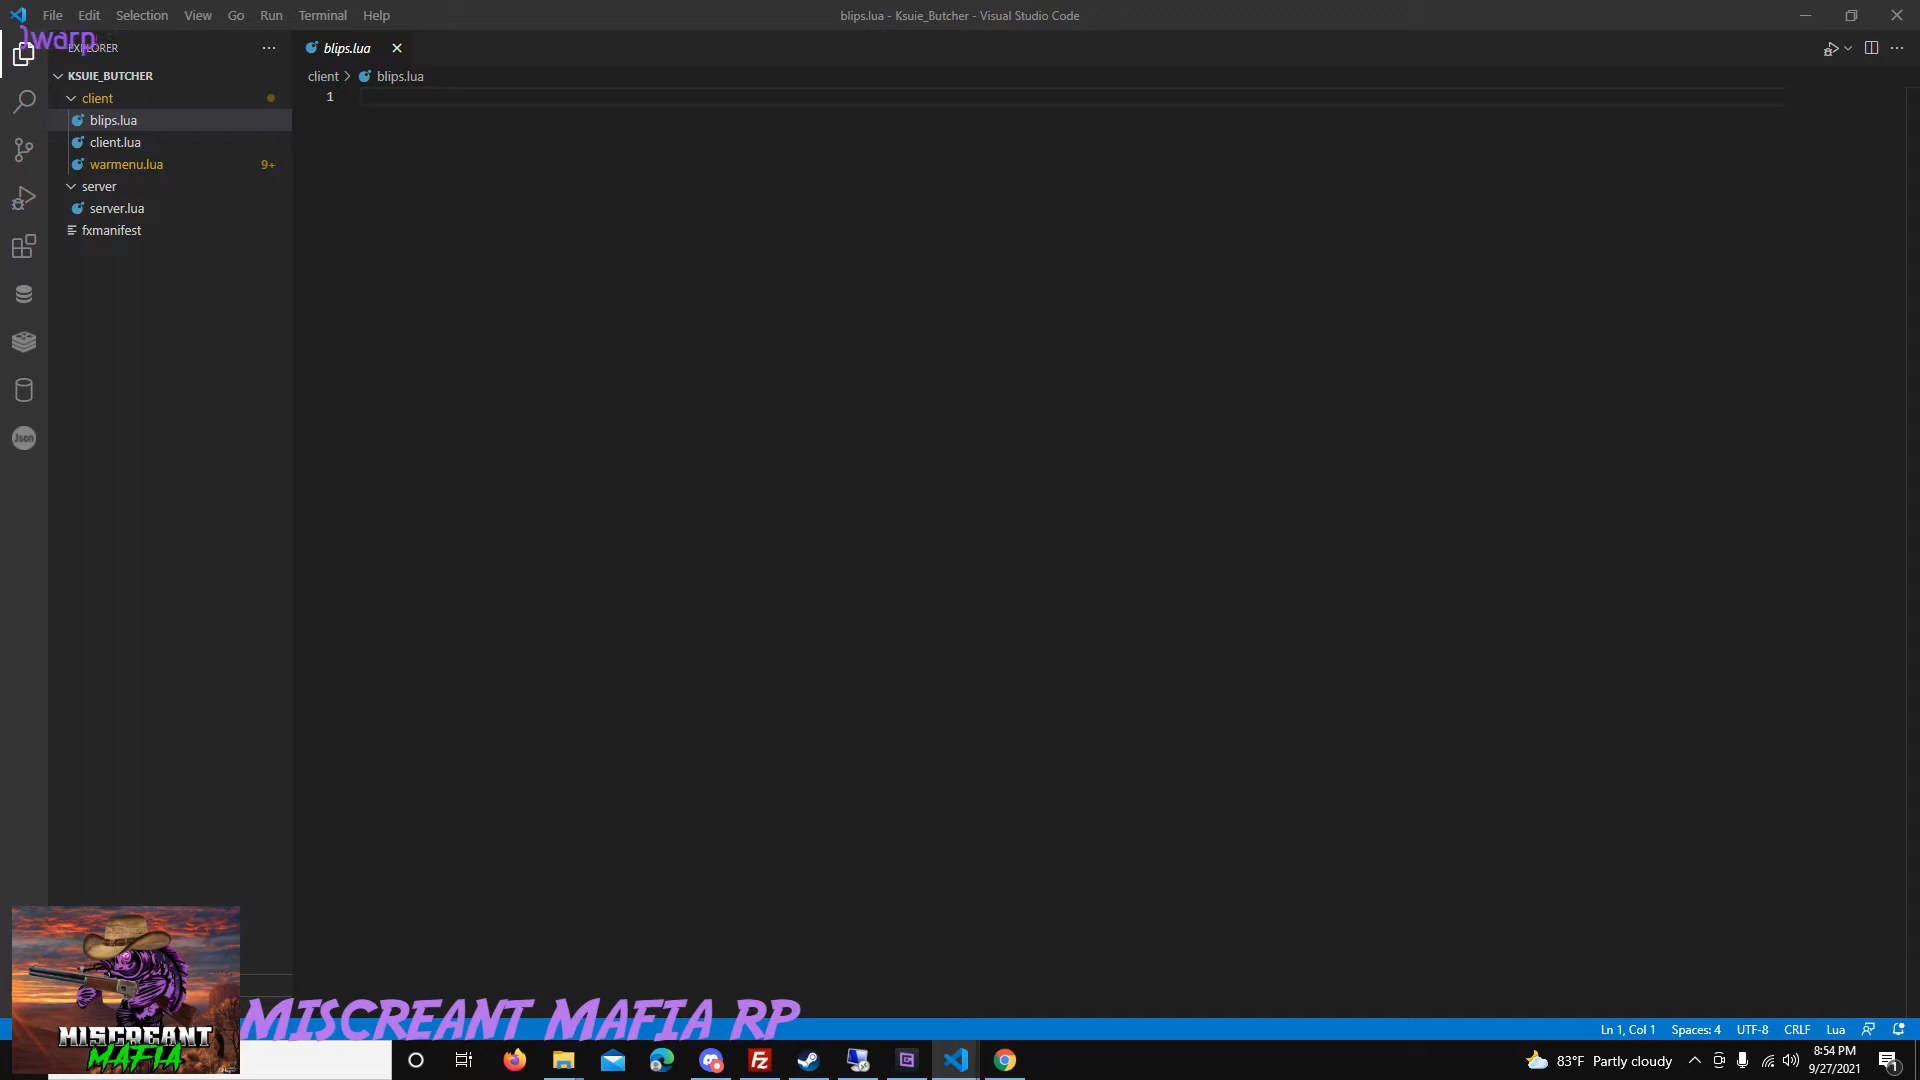 File Edit Selection View Go Run Terminal Help
blips.lua - Ksuie_Butcher - Visual Studio Code
EXPLORER
blips.lua
KSUIE_BUTCHER
client > blips.lua
1
client
blips.lua
client.lua
warmenu.lua 9+
server
server.lua
fxmanifest
Json
MISCREANT
MAFIA
MISCREANT MAFIA RP
Ln 1, Col 1 Spaces: 4 UTF-8 CRLF Lua
83°F Partly cloudy
8:54 PM
9/27/2021
1